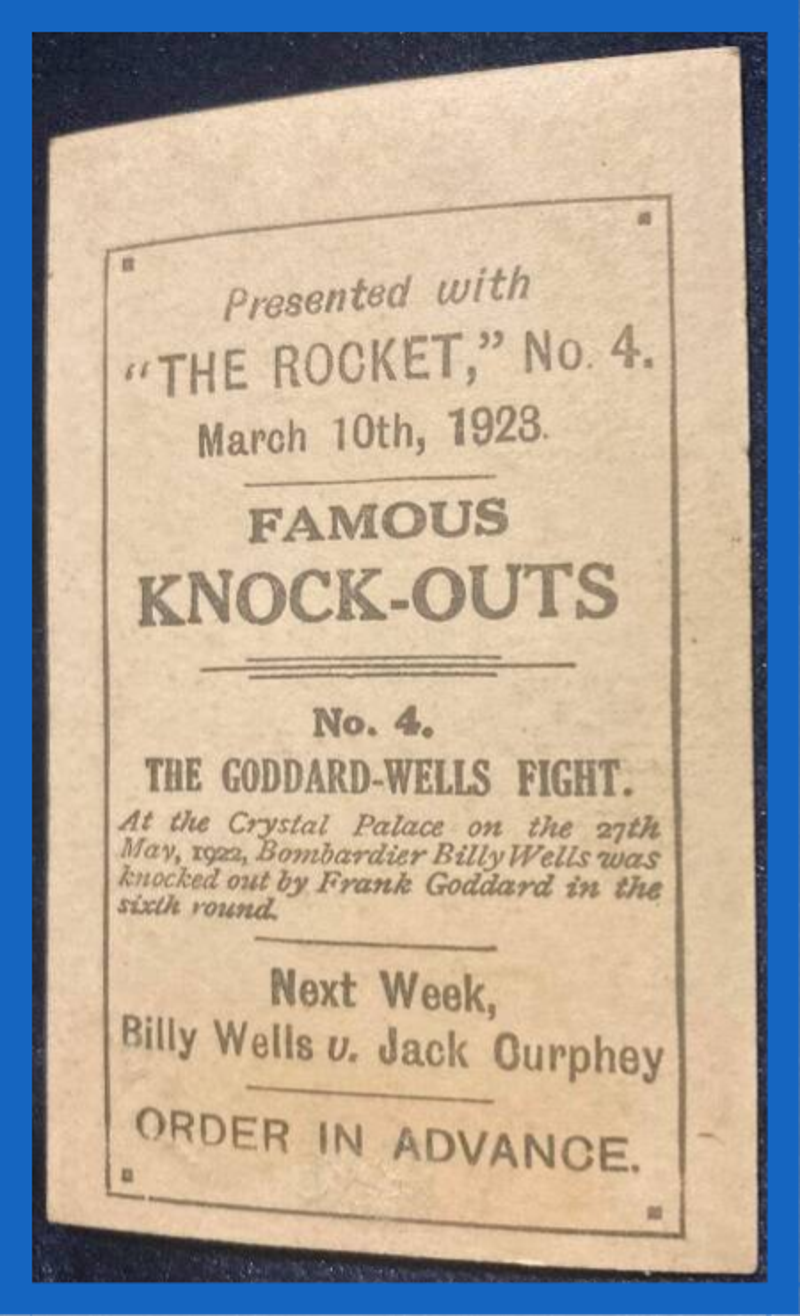 Presented with
"THE ROCKET," No. 4.
March 10th, 1923.
FAMOUS
KNOCK-OUTS
No. 4.
THE GODDARD-WELLS FIGHT.
At the Crystal Palace on the 27th
May, 1922, Bombardier Billy Wells was
knocked out by Frank Goddard in the
sixth round.
Next Week,
Billy Wells v. Jack Curphey
ORDER IN ADVANCE.